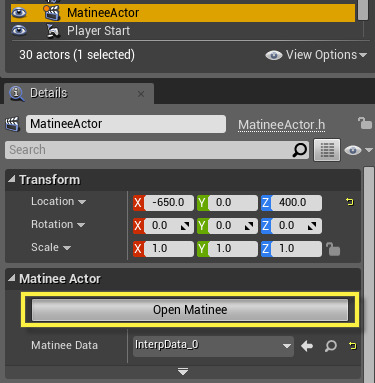 MatineeActor
Player Start
30 actors (1 selected) View Options
Details
MatineeActor MatineeActor.h
Search
Transform
Location X -650.0 Y 0.0 Z 400.0
Rotation X 0.0 Y 0.0 Z 0.0
Scale X 1.0 Y 1.0 Z 1.0
Matinee Actor
Open Matinee
Matinee Data InterpData_0